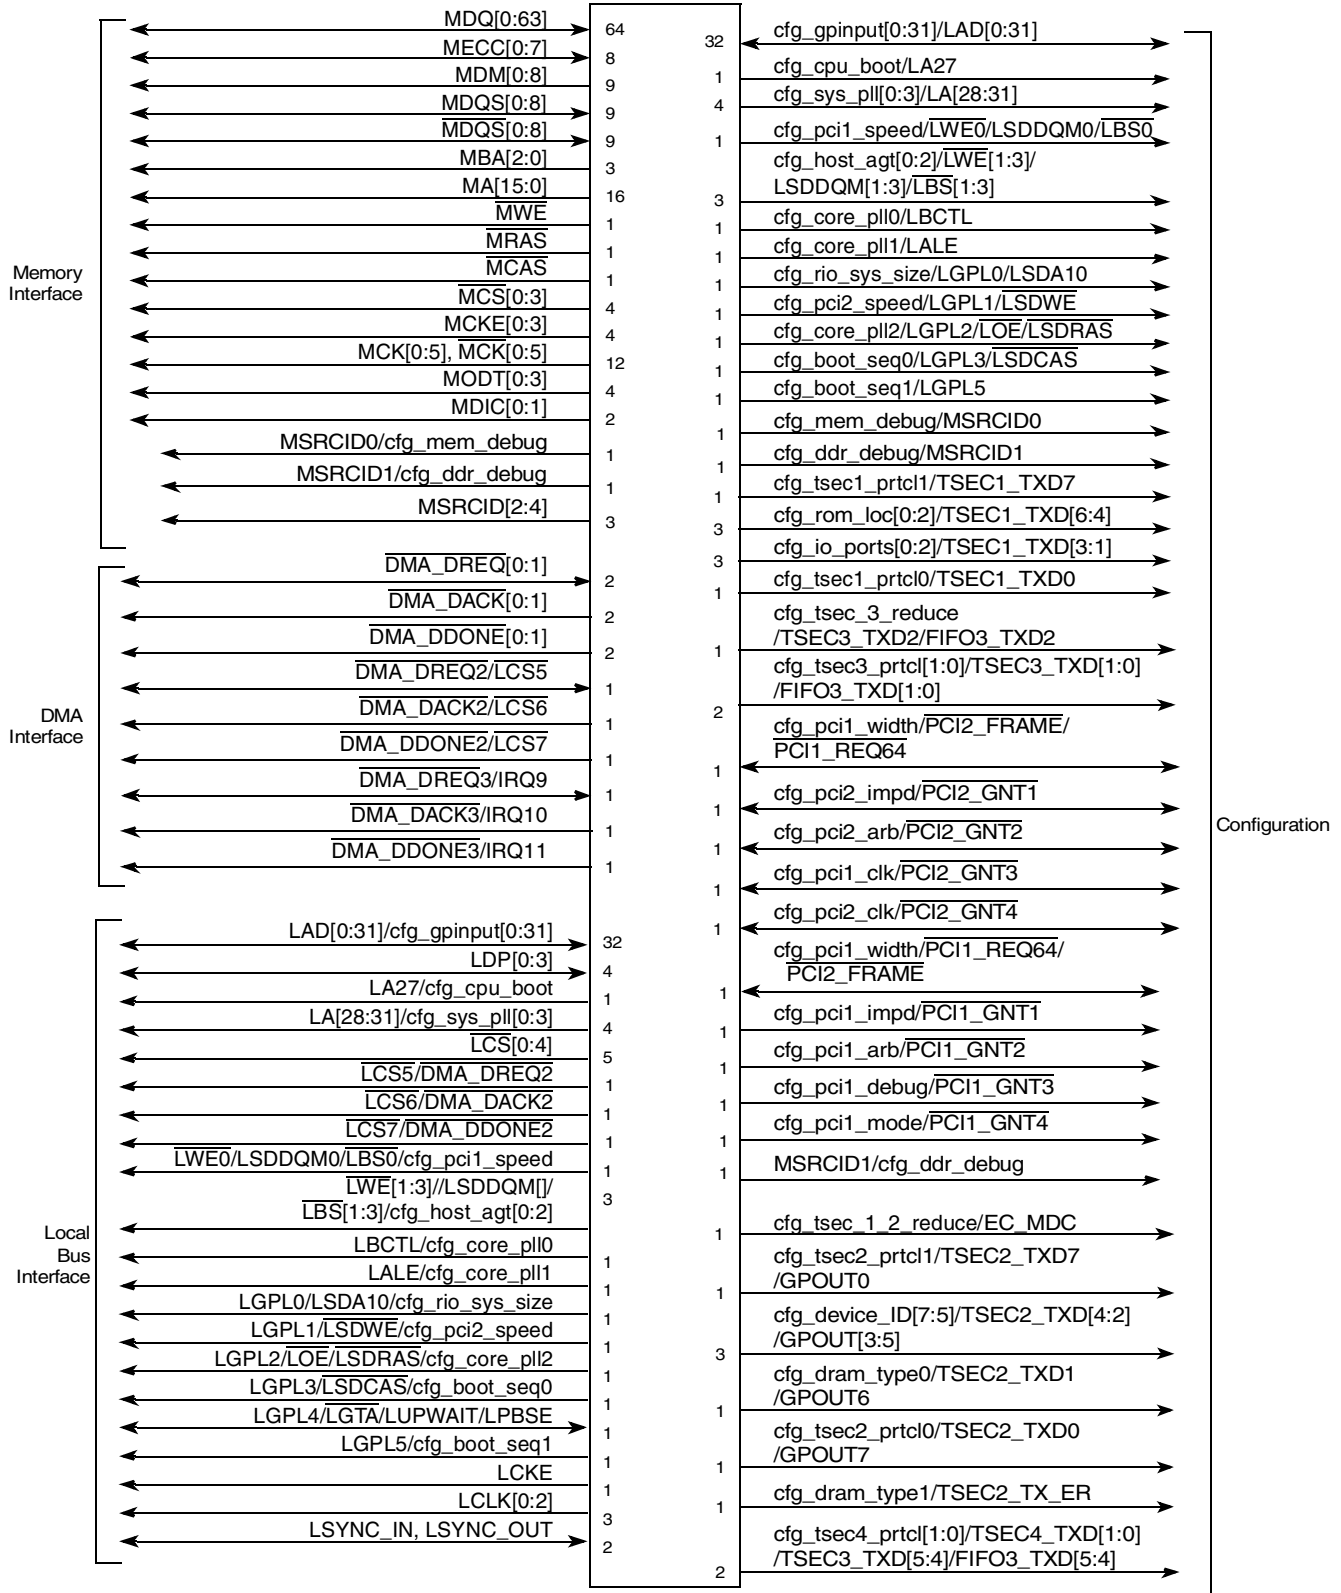 Memory
Interface
MDQ[0:63] 64
MECC[0:7] 8
MDM[0:8] 9
MDQS[0:8] 9
MDQS[0:8] 9
MBA[2:0] 3
MA[15:0] 16
MWE 1
MRAS 1
MCAS 1
MCS[0:3] 4
MCKE[0:3] 4
MCK[0:5], MCK[0:5] 12
MODT[0:3] 4
MDIC[0:1] 2
MSRCID0/cfg_mem_debug 1
MSRCID1/cfg_ddr_debug 1
MSRCID[2:4] 3
DMA
Interface
DMA_DREQ[0:1] 2
DMA_DACK[0:1] 2
DMA_DDONE[0:1] 2
DMA_DREQ2/LCS5 1
DMA_DACK2/LCS6 1
DMA_DDONE2/LCS7 1
DMA_DREQ3/IRQ9 1
DMA_DACK3/IRQ10 1
DMA_DDONE3/IRQ11 1
Local
Bus
Interface
LAD[0:31]/cfg_gpinput[0:31] 32
LDP[0:3] 4
LA27/cfg_cpu_boot 1
LA[28:31]/cfg_sys_pll[0:3] 4
LCS[0:4] 5
LCS5/DMA_DREQ2 1
LCS6/DMA_DACK2 1
LCS7/DMA_DDONE2 1
LWE0/LSDDQM0/LBS0/cfg_pci1_speed 1
LWE[1:3]//LSDDQM[]/ 3
LBS[1:3]/cfg_host_agt[0:2]
LBCTL/cfg_core_pll0 1
LALE/cfg_core_pll1 1
LGPL0/LSDA10/cfg_rio_sys_size 1
LGPL1/LSDWE/cfg_pci2_speed 1
LGPL2/LOE/LSDRAS/cfg_core_pll2 1
LGPL3/LSDCAS/cfg_boot_seq0 1
LGPL4/LGTA/LUPWAIT/LPBSE 1
LGPL5/cfg_boot_seq1 1
LCKE 1
LCLK[0:2] 3
LSYNC_IN, LSYNC_OUT 2
32 cfg_gpinput[0:31]/LAD[0:31]
1 cfg_cpu_boot/LA27
4 cfg_sys_pll[0:3]/LA[28:31]
1 cfg_pci1_speed/LWE0/LSDDQM0/LBS0
cfg_host_agt[0:2]/LWE[1:3]/
3 LSDDQM[1:3]/LBS[1:3]
1 cfg_core_pll0/LBCTL
1 cfg_core_pll1/LALE
1 cfg_rio_sys_size/LGPL0/LSDA10
1 cfg_pci2_speed/LGPL1/LSDWE
1 cfg_core_pll2/LGPL2/LOE/LSDRAS
1 cfg_boot_seq0/LGPL3/LSDCAS
1 cfg_boot_seq1/LGPL5
1 cfg_mem_debug/MSRCID0
1 cfg_ddr_debug/MSRCID1
1 cfg_tsec1_prtcl1/TSEC1_TXD7
3 cfg_rom_loc[0:2]/TSEC1_TXD[6:4]
3 cfg_io_ports[0:2]/TSEC1_TXD[3:1]
1 cfg_tsec1_prtcl0/TSEC1_TXD0
cfg_tsec_3_reduce
1 /TSEC3_TXD2/FIFO3_TXD2
cfg_tsec3_prtcl[1:0]/TSEC3_TXD[1:0]
2 /FIFO3_TXD[1:0]
cfg_pci1_width/PCI2_FRAME/
1 PCI1_REQ64
1 cfg_pci2_impd/PCI2_GNT1
1 cfg_pci2_arb/PCI2_GNT2
1 cfg_pci1_clk/PCI2_GNT3
1 cfg_pci2_clk/PCI2_GNT4
cfg_pci1_width/PCI1_REQ64/
1 PCI2_FRAME
1 cfg_pci1_impd/PCI1_GNT1
1 cfg_pci1_arb/PCI1_GNT2
1 cfg_pci1_debug/PCI1_GNT3
1 cfg_pci1_mode/PCI1_GNT4
1 MSRCID1/cfg_ddr_debug
1 cfg_tsec_1_2_reduce/EC_MDC
cfg_tsec2_prtcl1/TSEC2_TXD7
1 /GPOUT0
cfg_device_ID[7:5]/TSEC2_TXD[4:2]
3 /GPOUT[3:5]
cfg_dram_type0/TSEC2_TXD1
1 /GPOUT6
cfg_tsec2_prtcl0/TSEC2_TXD0
1 /GPOUT7
1 cfg_dram_type1/TSEC2_TX_ER
cfg_tsec4_prtcl[1:0]/TSEC4_TXD[1:0]
2 /TSEC3_TXD[5:4]/FIFO3_TXD[5:4]
Configuration